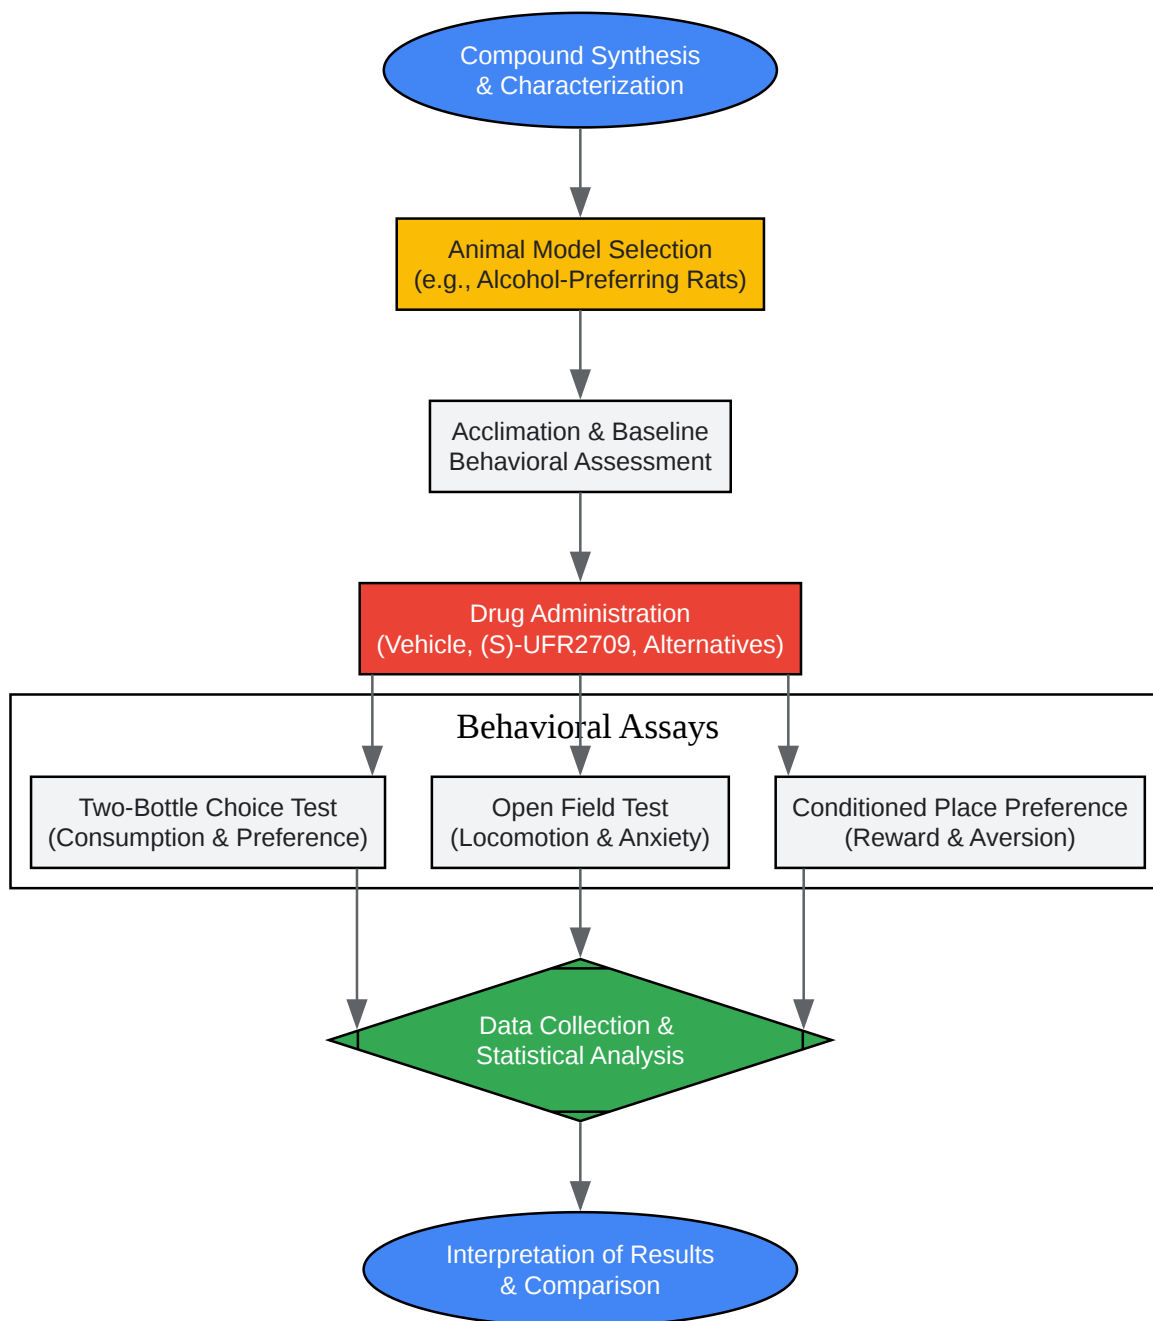 Compound Synthesis
& Characterization
Animal Model Selection
(e.g., Alcohol-Preferring Rats)
Acclimation & Baseline
Behavioral Assessment
Drug Administration
(Vehicle, (S)-UFR2709, Alternatives)
Behavioral Assays
Two-Bottle Choice Test
(Consumption & Preference)
Open Field Test
(Locomotion & Anxiety)
Conditioned Place Preference
(Reward & Aversion)
Data Collection &
Statistical Analysis
Interpretation of Results
& Comparison